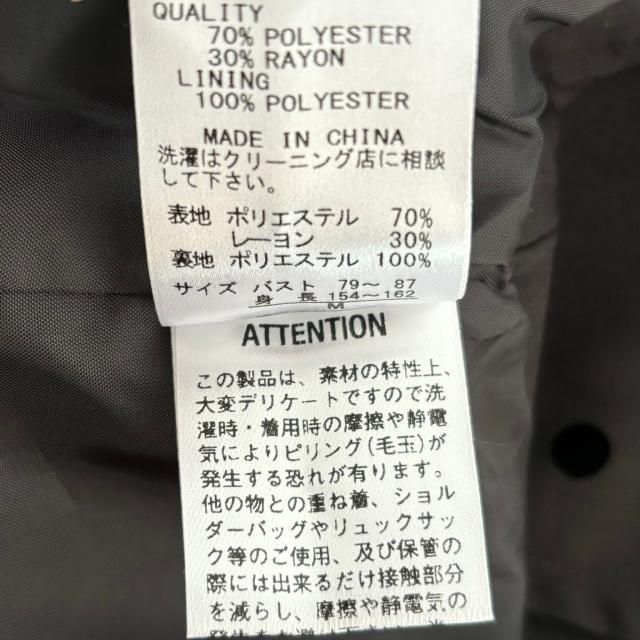 QUALITY
70% POLYESTER
30% RAYON
LINING
100% POLYESTER
MADE IN CHINA
洗濯はクリーニング店に相談
して下さい。
表地 ポリエステル 70%
レーヨン 30%
裏地 ポリエステル 100%
サイズ バスト 79～ 87
身 長 154～162
M
ATTENTION
この製品は、素材の特性上、
大変デリケートですので洗
濯時・着用時の摩擦や静電
気によりピリング(毛玉)が
発生する恐れが有ります。
他の物との重ね着、ショル
ダーバッグやリュックサッ
ク等のご使用、及び保管の
際には出来るだけ接触部分
を減らし、摩擦や静電気の